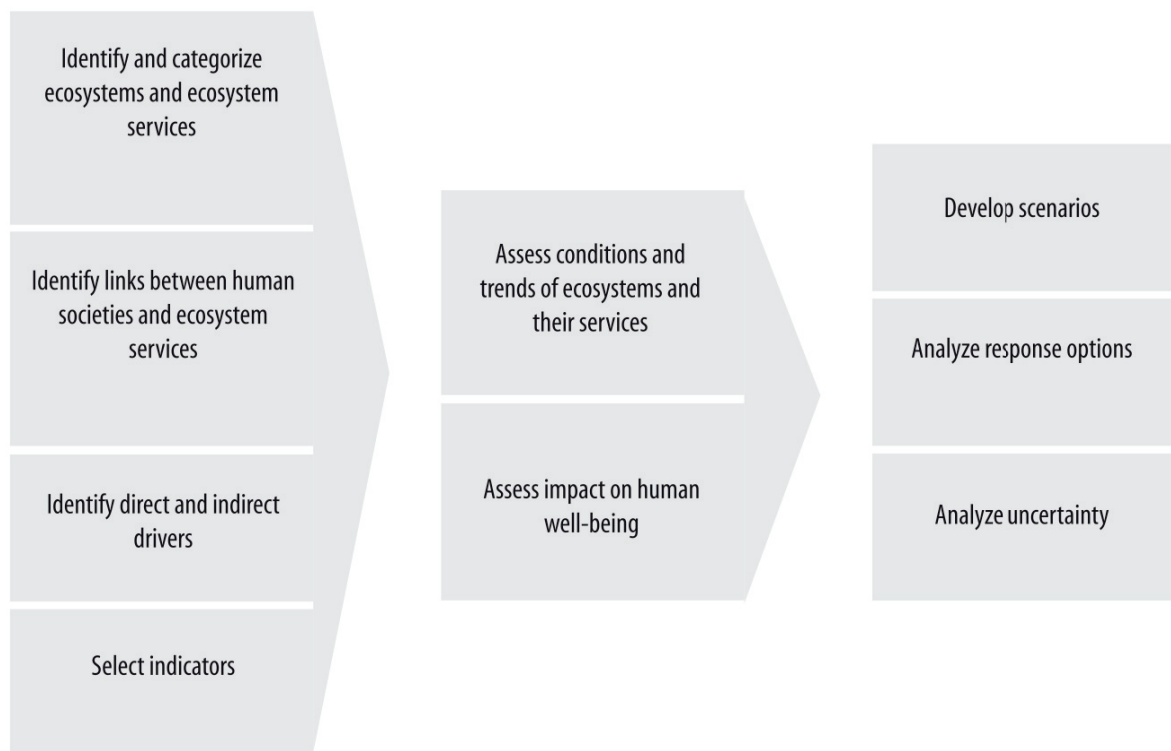 Identify and categorize
ecosystems and ecosystem
services
Identify links between human
societies and ecosystem
services
Identify direct and indirect
drivers
Select indicators
Assess conditions and
trends of ecosystems and
their services
Assess impact on human
well-being
Develop scenarios
Analyze response options
Analyze uncertainty